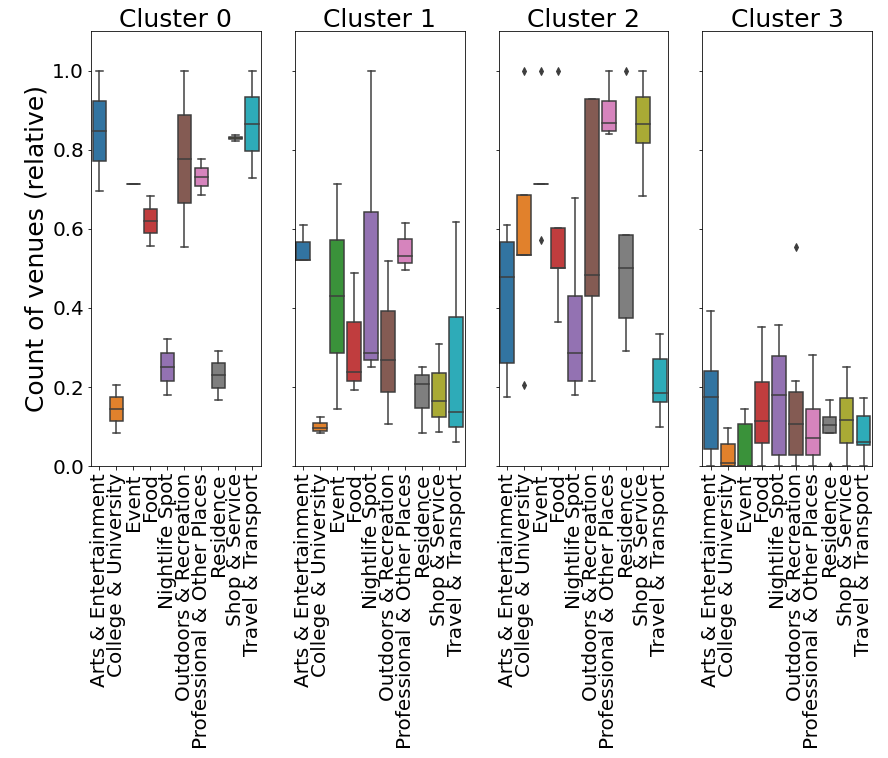 Cluster 0
Cluster 1
Cluster 2
Cluster 3
Count of venues (relative)
1.0
0.8
0.6
0.4
0.2
0.0
Arts & Entertainment
College & University
Event
Food
Nightlife Spot
Outdoors & Recreation
Professional & Other Places
Residence
Shop & Service
Travel & Transport
Arts & Entertainment
College & University
Event
Food
Nightlife Spot
Outdoors & Recreation
Professional & Other Places
Residence
Shop & Service
Travel & Transport
Arts & Entertainment
College & University
Event
Food
Nightlife Spot
Outdoors & Recreation
Professional & Other Places
Residence
Shop & Service
Travel & Transport
Arts & Entertainment
College & University
Event
Food
Nightlife Spot
Outdoors & Recreation
Professional & Other Places
Residence
Shop & Service
Travel & Transport